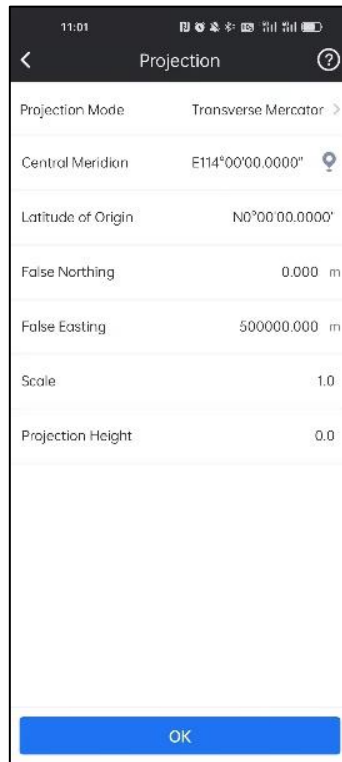 11:01
Projection
Projection Mode Transverse Mercator
Central Meridian E114°00'00.0000"
Latitude of Origin N0°00'00.0000"
False Northing 0.000 m
False Easting 500000.000 m
Scale 1.0
Projection Height 0.0
OK